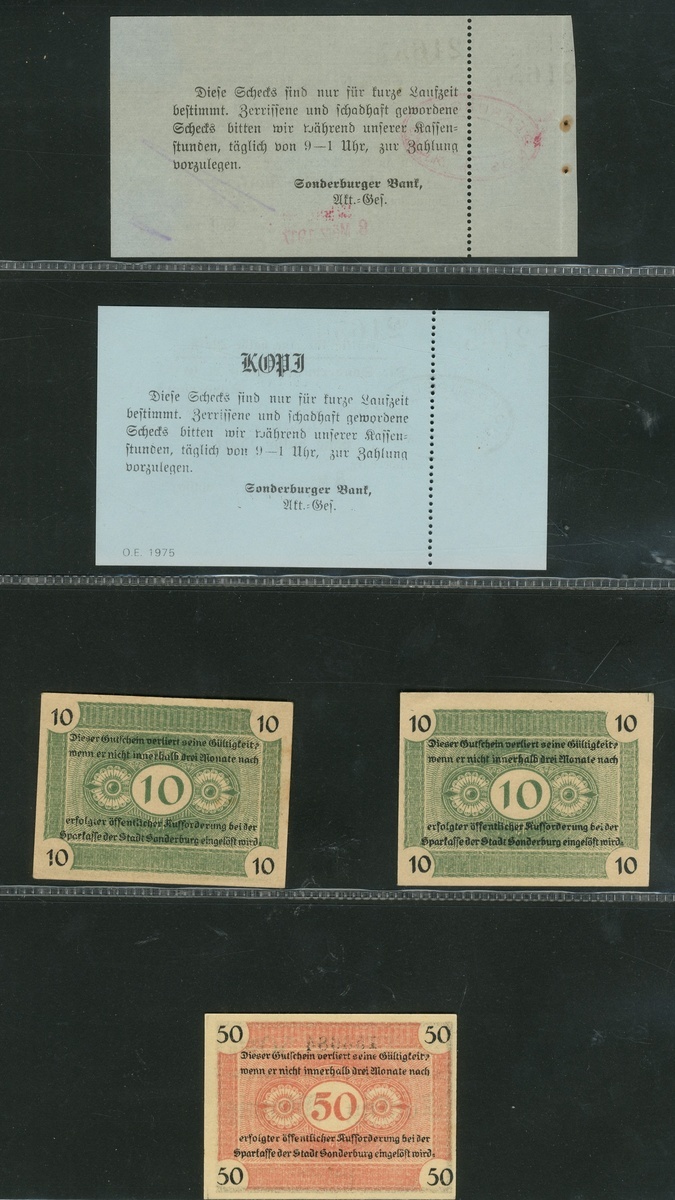 Diese Schecks sind nur für kurze Laufzeit
bestimmt. Zerrissene und schadhaft gewordene
Schecks bitten wir während unserer Kassen=
stunden, täglich von 9—1 Uhr, zur Zahlung
vorzulegen.
Sonderburger Bank,
Akt.=Ges.
KOPI
Diese Schecks sind nur für kurze Laufzeit
bestimmt. Zerrissene und schadhaft gewordene
Schecks bitten wir während unserer Kassen=
stunden, täglich von 9—1 Uhr, zur Zahlung
vorzulegen.
Sonderburger Bank,
Akt.=Ges.
O.E. 1975
10 10
Dieser Gutschein verliert seine Gültigkeit,
wenn er nicht innerhalb drei Monate nach
10
erfolgter öffentlicher Aufforderung bei der
Sparkasse der Stadt Sonderburg eingelöst wird.
10 10
10 10
Dieser Gutschein verliert seine Gültigkeit,
wenn er nicht innerhalb drei Monate nach
10
erfolgter öffentlicher Aufforderung bei der
Sparkasse der Stadt Sonderburg eingelöst wird.
10 10
50 50
Dieser Gutschein verliert seine Gültigkeit,
wenn er nicht innerhalb drei Monate nach
50
erfolgter öffentlicher Aufforderung bei der
Sparkasse der Stadt Sonderburg eingelöst wird.
50 50